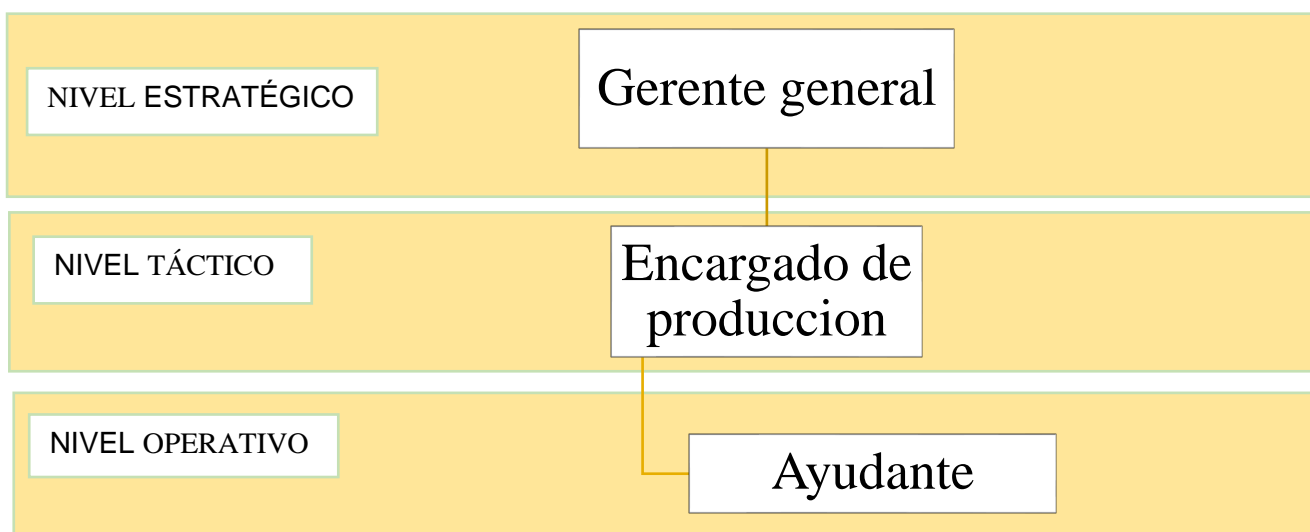 NIVEL ESTRATÉGICO
Gerente general
NIVEL TÁCTICO
Encargado de
produccion
NIVEL OPERATIVO
Ayudante